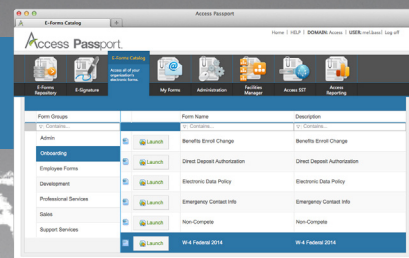 Access Passport
E-Forms Catalog
Home | HELP | DOMAIN: Access | USER: mel.bass | Log off
Access Passport.
E-Forms Catalog
Access all of your
organization's
electronic forms.
E-Forms
Repository
E-Signature
My Forms
Administration
Facilities
Manager
Access SST
Access
Reporting
Form Groups
Form Name
Description
Contains...
Contains...
Contains...
Admin
Launch
Benefits Enroll Change
Benefits Enroll Change
Onboarding
Launch
Direct Deposit Authorization
Direct Deposit Authorization
Employee Forms
Development
Launch
Electronic Data Policy
Electronic Data Policy
Professional Services
Launch
Emergency Contact Info
Emergency Contact Info
Sales
Launch
Non-Compete
Non-Compete
Support Services
Launch
W-4 Federal 2014
W-4 Federal 2014